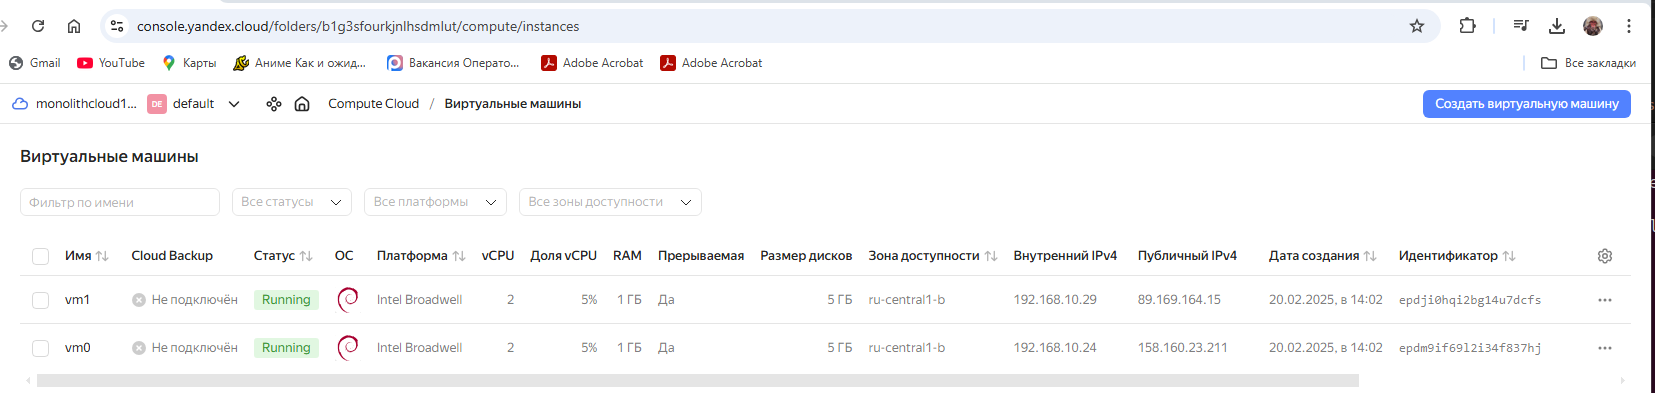 console.yandex.cloud/folders/b1g3sfourkjnlhsdmlut/compute/instances
Gmail YouTube Карты Аниме Как и ожид... Вакансия Операто... Adobe Acrobat Adobe Acrobat Все закладки
monolithcloud1... DE default Compute Cloud / Виртуальные машины Создать виртуальную машину
Виртуальные машины
Фильтр по имени Все статусы Все платформы Все зоны доступности
Имя Cloud Backup Статус ОС Платформа vCPU Доля vCPU RAM Прерываемая Размер дисков Зона доступности Внутренний IPv4 Публичный IPv4 Дата создания Идентификатор
vm1 Не подключён Running Intel Broadwell 2 5% 1 ГБ Да 5 ГБ ru-central1-b 192.168.10.29 89.169.164.15 20.02.2025, в 14:02 epdji0hqi2bg14u7dcfs
vm0 Не подключён Running Intel Broadwell 2 5% 1 ГБ Да 5 ГБ ru-central1-b 192.168.10.24 158.160.23.211 20.02.2025, в 14:02 epdm9if69l2i34f837hj